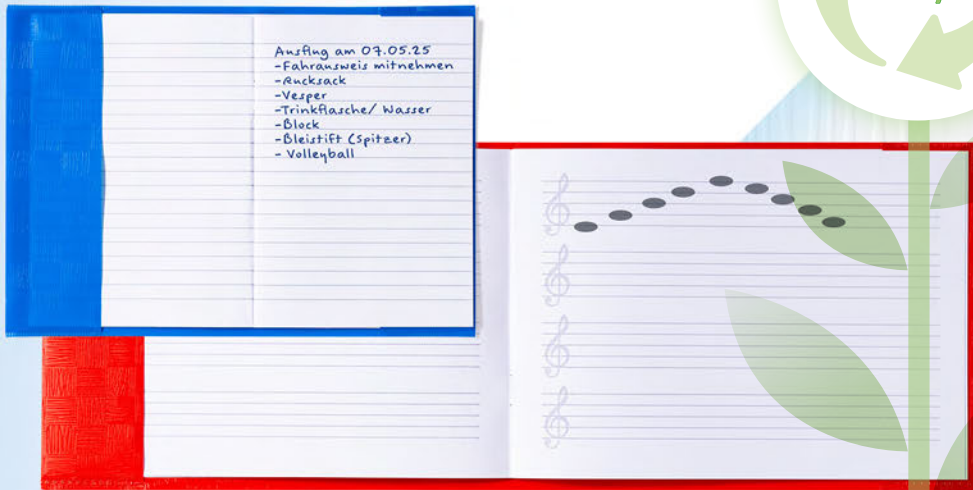 Ausflug am 07.05.25
-Fahrausweis mitnehmen
-Rucksack
-Vesper
-Trinkflasche/ Wasser
-Block
-Bleistift (Spitzer)
- Volleyball